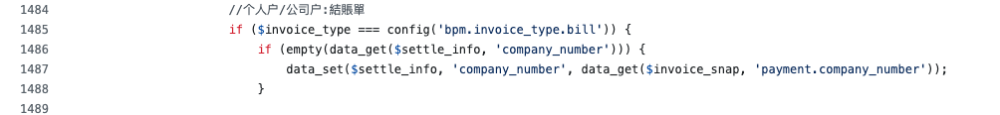 1484 //个人户/公司户:結賬單
1485 if ($invoice_type === config('bpm.invoice_type.bill')) {
1486 if (empty(data_get($settle_info, 'company_number'))) {
1487 data_set($settle_info, 'company_number', data_get($invoice_snap, 'payment.company_number'));
1488 }
1489